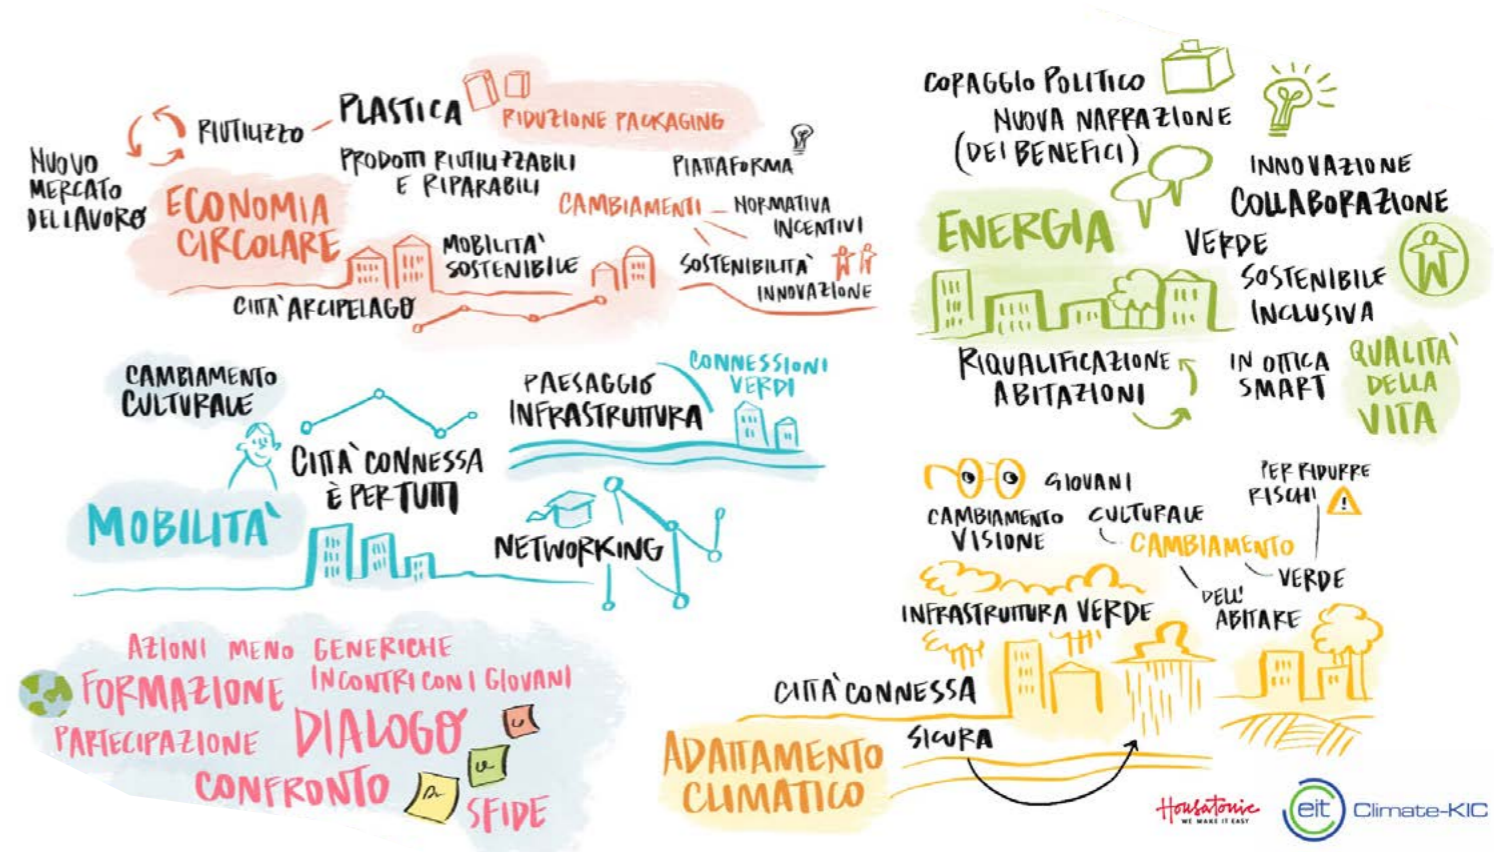 NUOVO
MERCATO
DEL LAVORO
RIUTILIZZO
PLASTICA
RIDUZIONE PACKAGING
PRODOTTI RIUTILIZZABILI
E RIPARABILI
PIATTAFORMA
ECONOMIA
CIRCOLARE
CAMBIAMENTI
NORMATIVA
INCENTIVI
MOBILITA'
SOSTENIBILE
SOSTENIBILITA'
INNOVAZIONE
CITTA' ARCIPELAGO
CORAGGIO POLITICO
NUOVA NARRAZIONE
(DEI BENEFICI)
INNOVAZIONE
COLLABORAZIONE
ENERGIA
VERDE
SOSTENIBILE
INCLUSIVA
RIQUALIFICAZIONE
ABITAZIONI
IN OTTICA
SMART
QUALITA'
DELLA
VITA
CAMBIAMENTO
CULTURALE
PAESAGGIO
INFRASTRUTTURA
CONNESSIONI
VERDI
CITTA' CONNESSA
È PER TUTTI
MOBILITA'
NETWORKING
GIOVANI
CAMBIAMENTO
VISIONE
CULTURALE
CAMBIAMENTO
PER RIDURRE
RISCHI
VERDE
DELL'
ABITARE
INFRASTRUTTURA VERDE
CITTA' CONNESSA
SICURA
ADATTAMENTO
CLIMATICO
AZIONI MENO GENERICHE
FORMAZIONE
INCONTRI CON I GIOVANI
PARTECIPAZIONE
DIALOGO
CONFRONTO
SFIDE
Housatonic
WE MAKE IT EASY
eit Climate-KIC